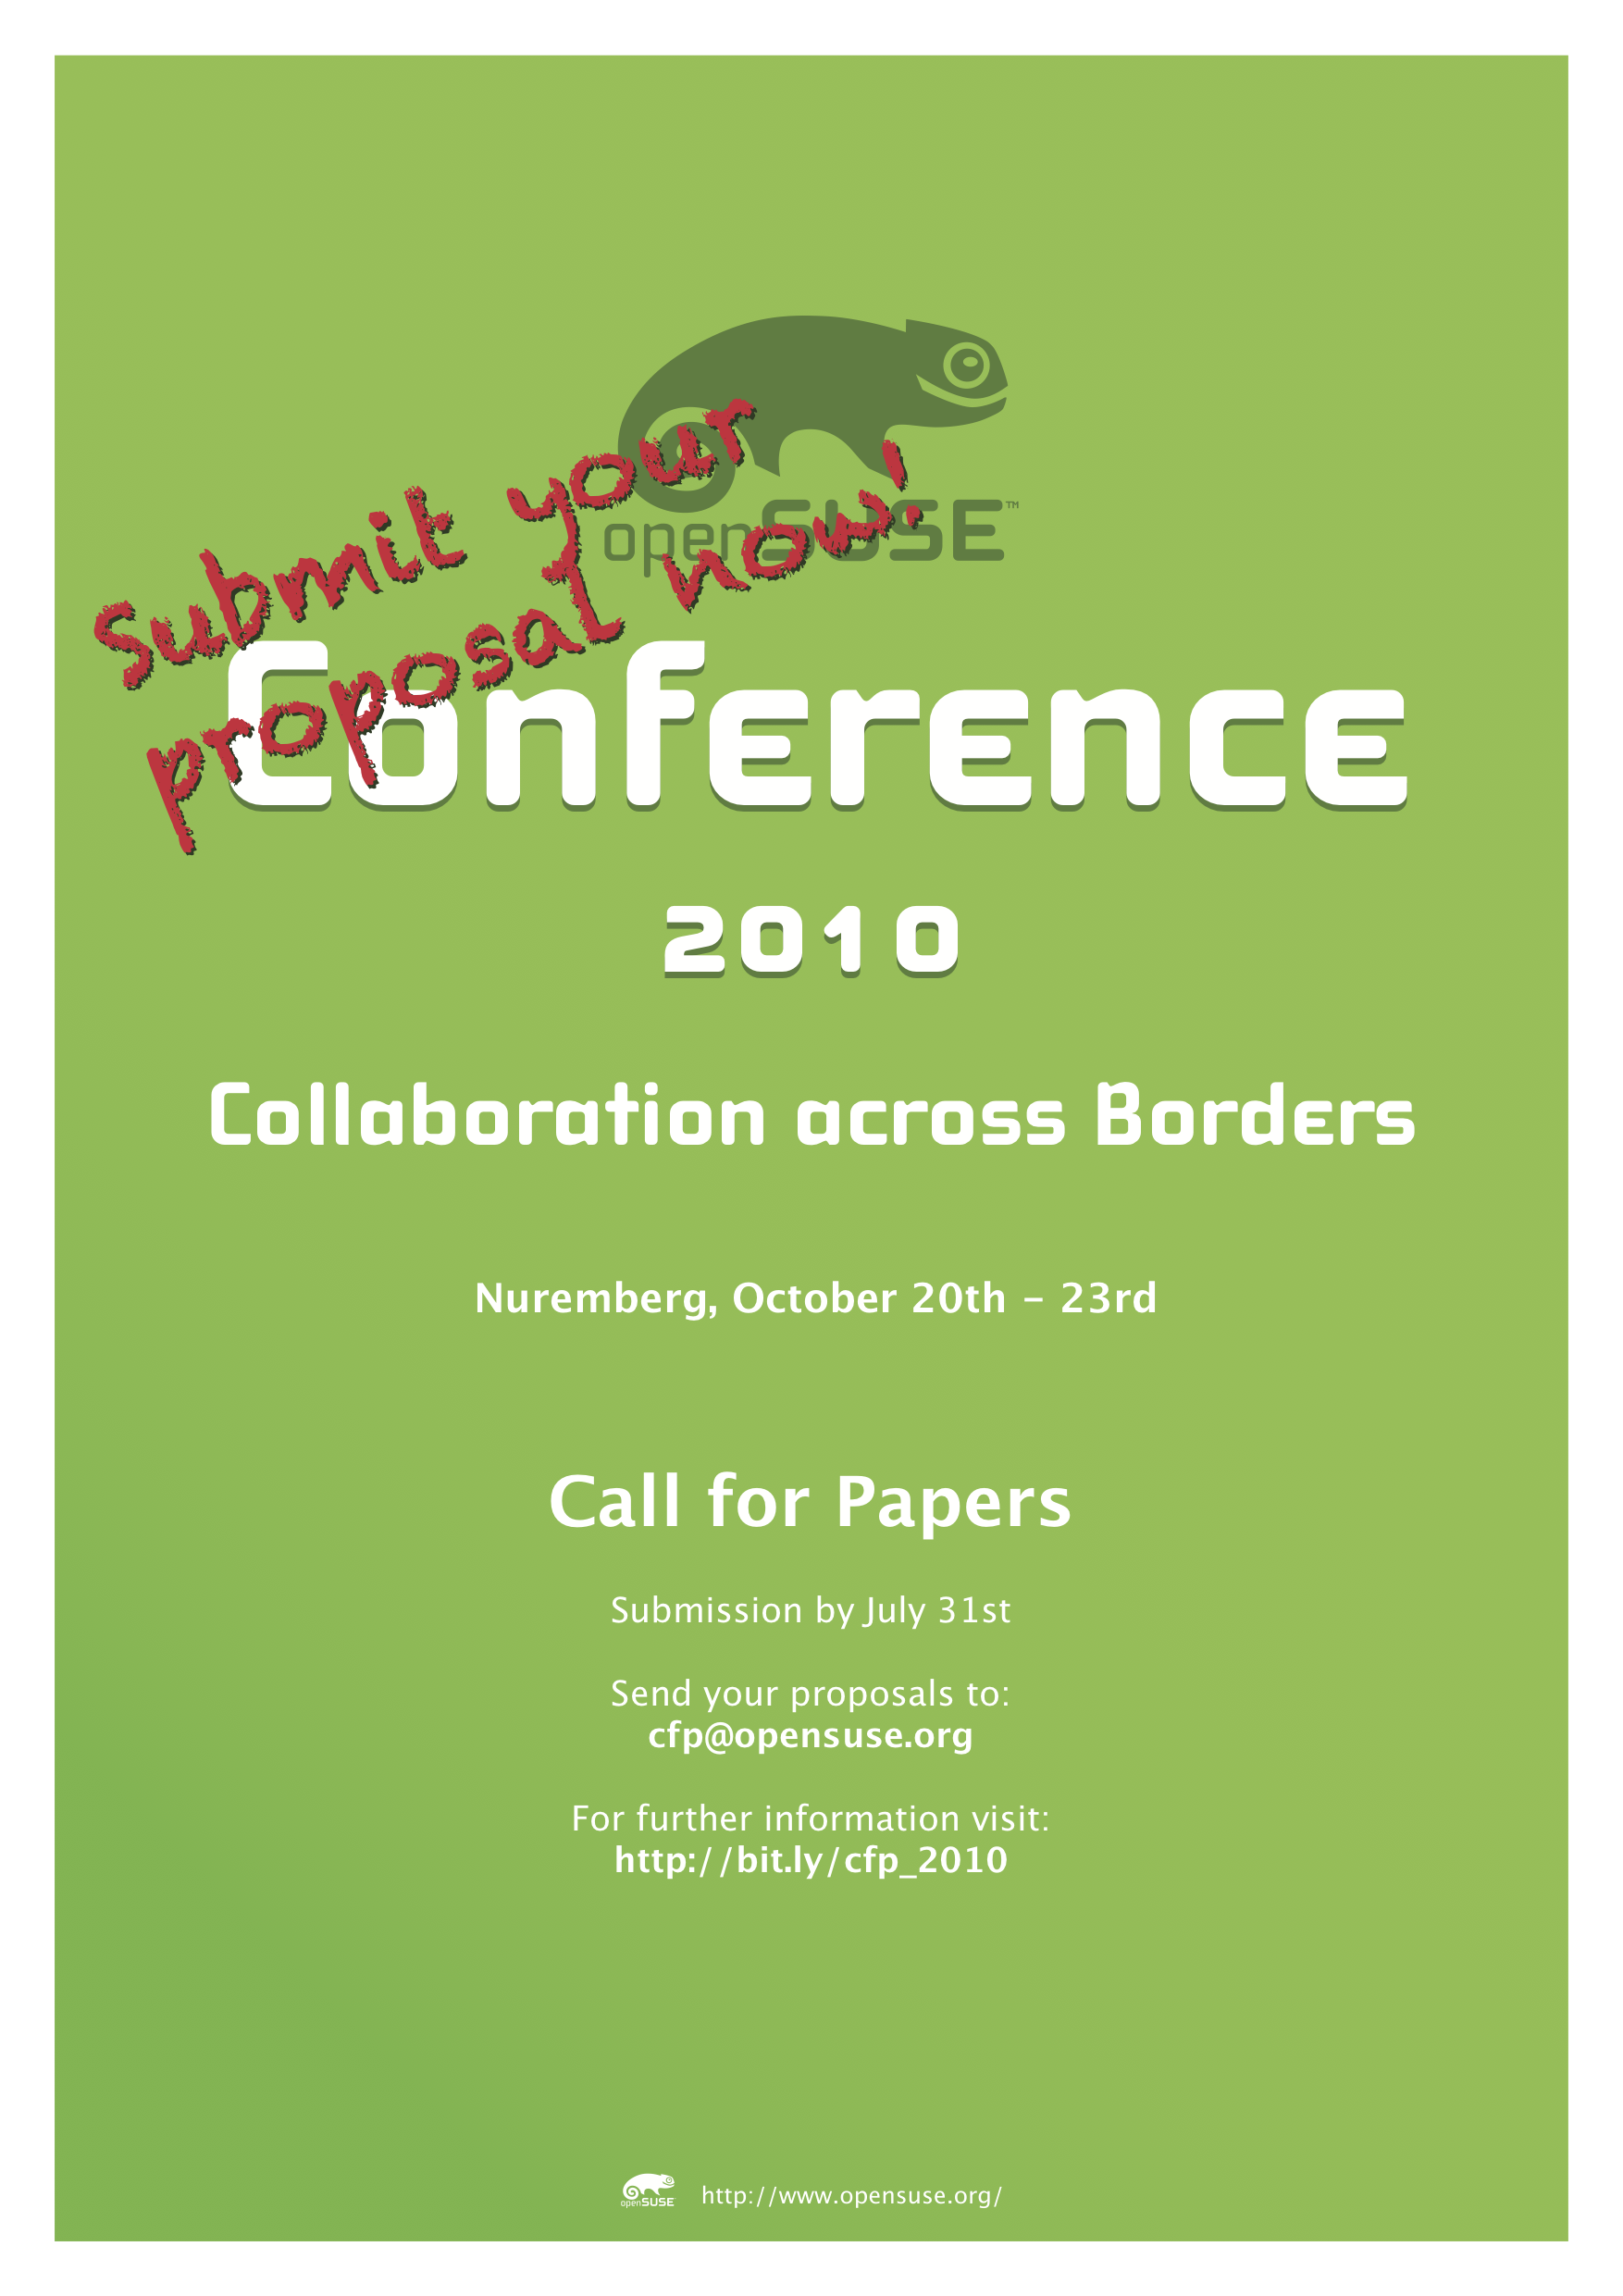 Submit your
proposal now!
openSUSE™
Conference
2010
Collaboration across Borders
Nuremberg, October 20th – 23rd
Call for Papers
Submission by July 31st
Send your proposals to:
cfp@opensuse.org
For further information visit:
http://bit.ly/cfp_2010
openSUSE http://www.opensuse.org/